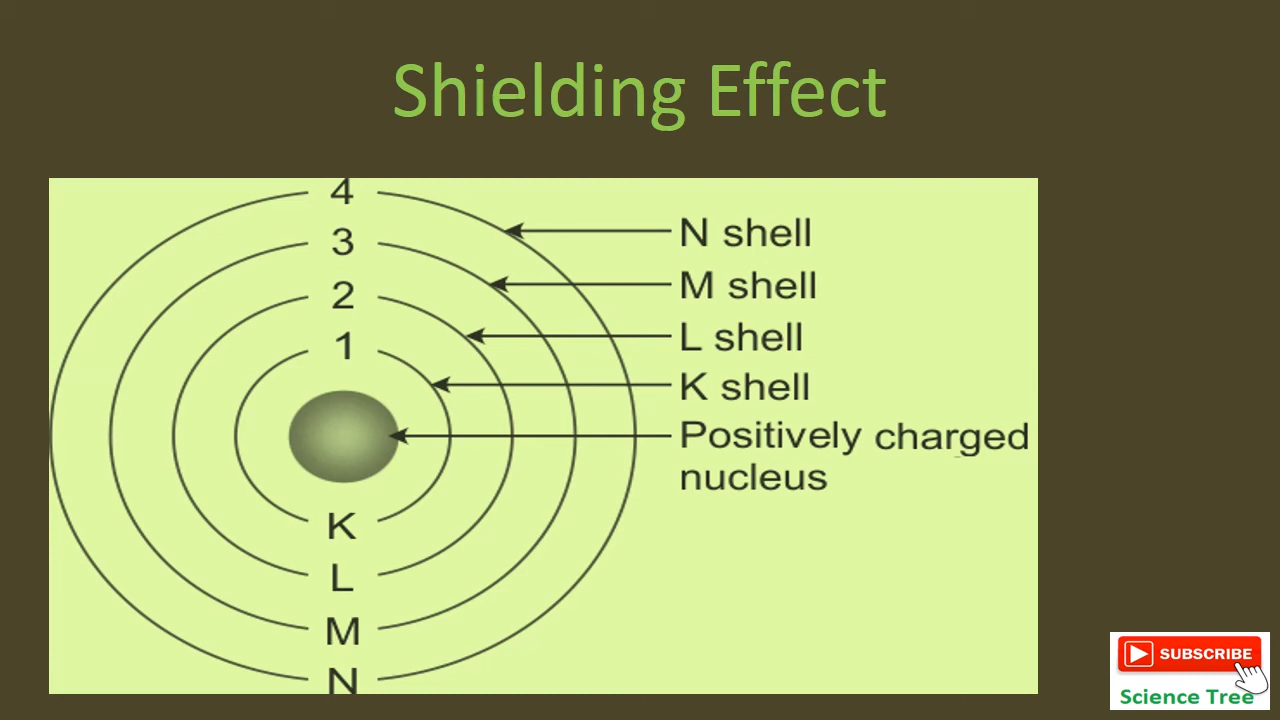 Shielding Effect
4
3
2
1
K
L
M
N
N shell
M shell
L shell
K shell
Positively charged
nucleus
SUBSCRIBE
Science Tree